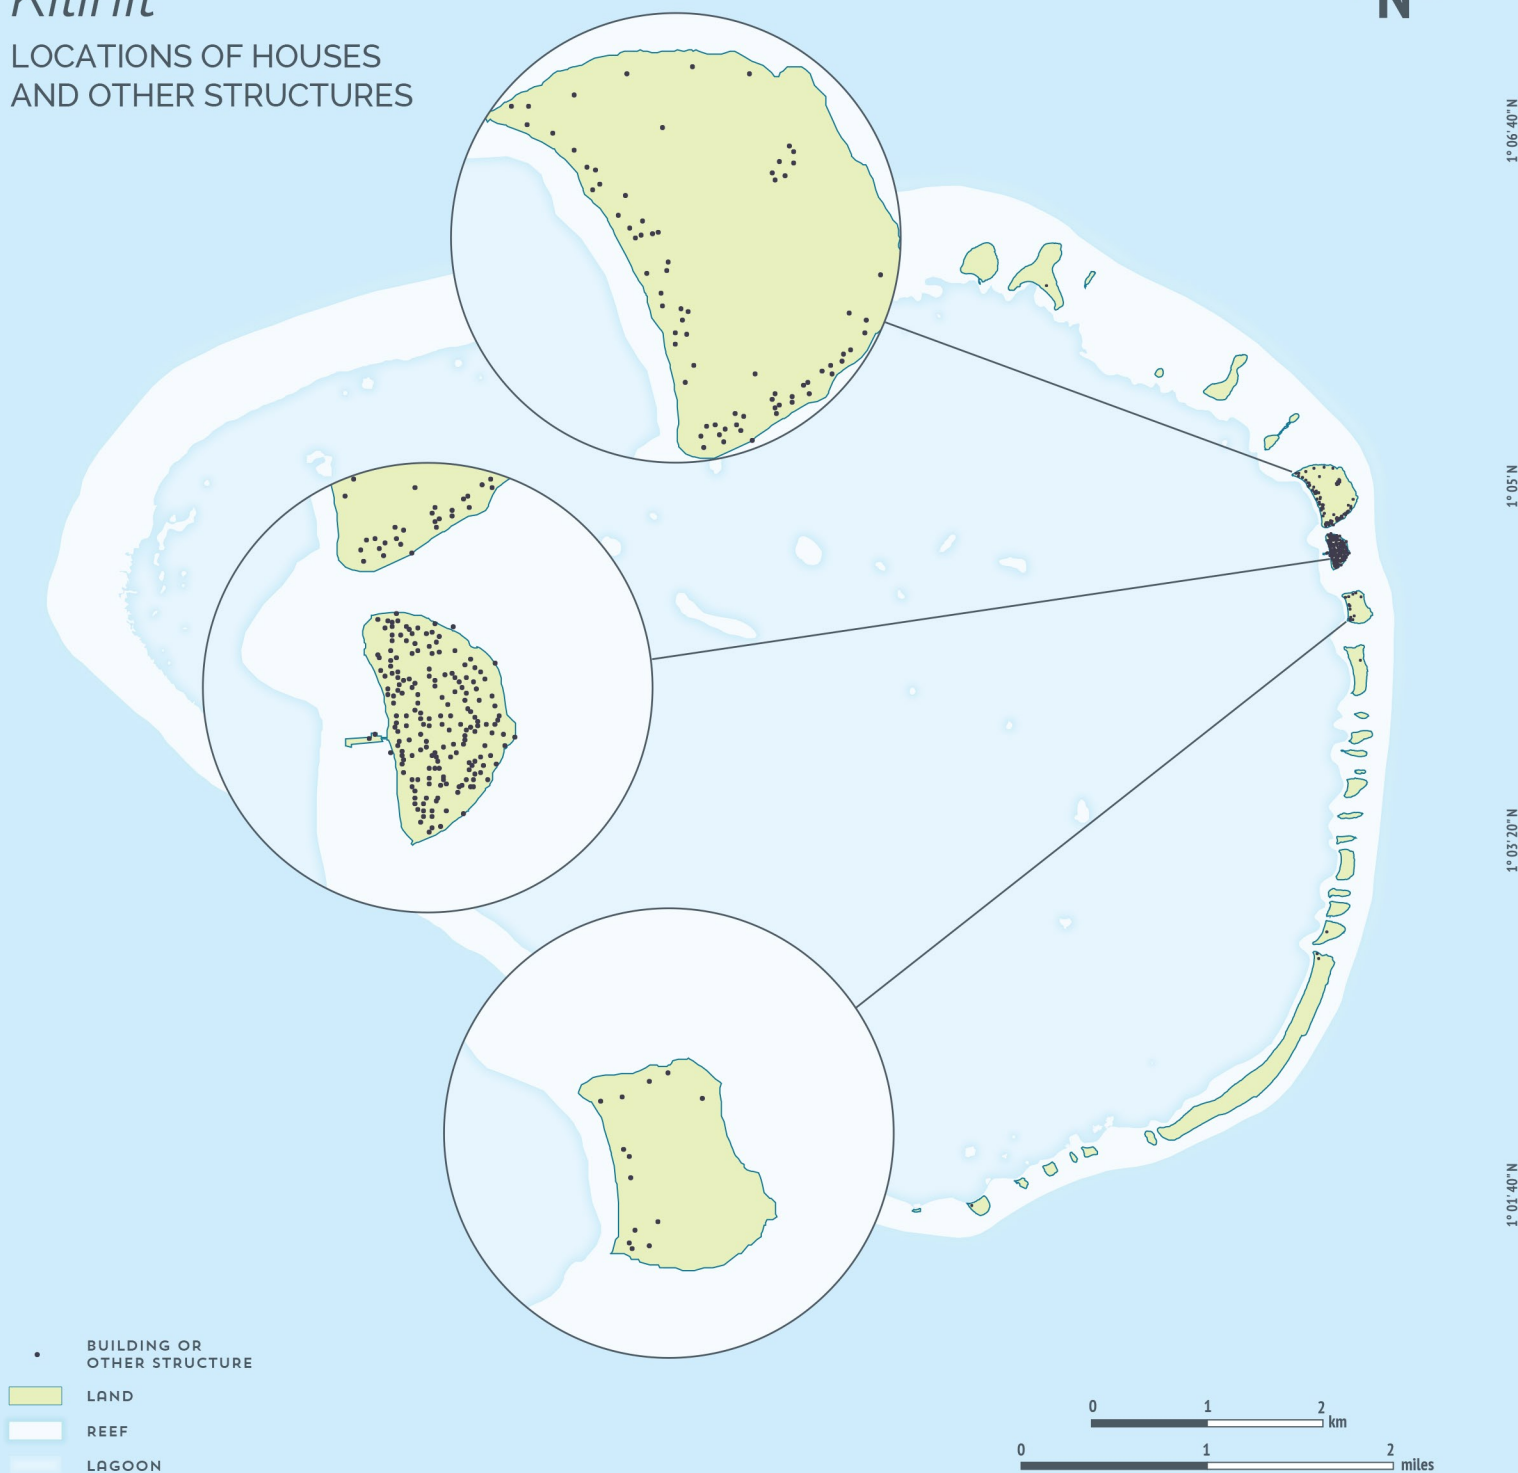 LOCATIONS OF HOUSES
AND OTHER STRUCTURES
N
1° 06'40"N
1° 05'N
1° 03'20"N
1° 01'40"N
BUILDING OR
OTHER STRUCTURE
LAND
REEF
LAGOON
0 1 2 km
0 1 2 miles